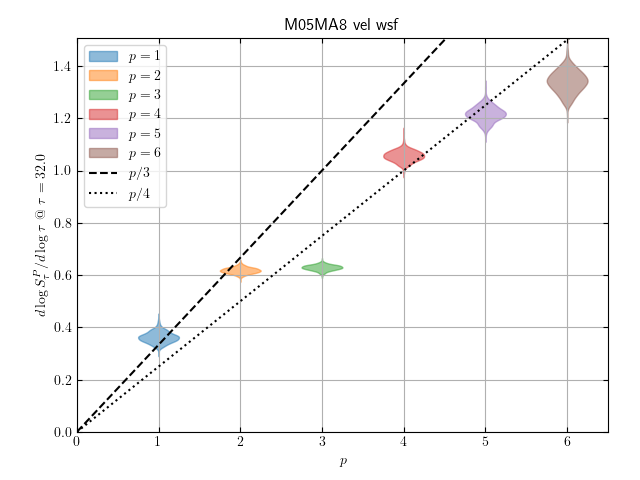 M05MA8 vel wsf
p = 1
p = 2
p = 3
p = 4
p = 5
p = 6
p/3
p/4
d log S_τ^P / d log τ @ τ = 32.0
1.4
1.2
1.0
0.8
0.6
0.4
0.2
0.0
0 1 2 3 4 5 6
p